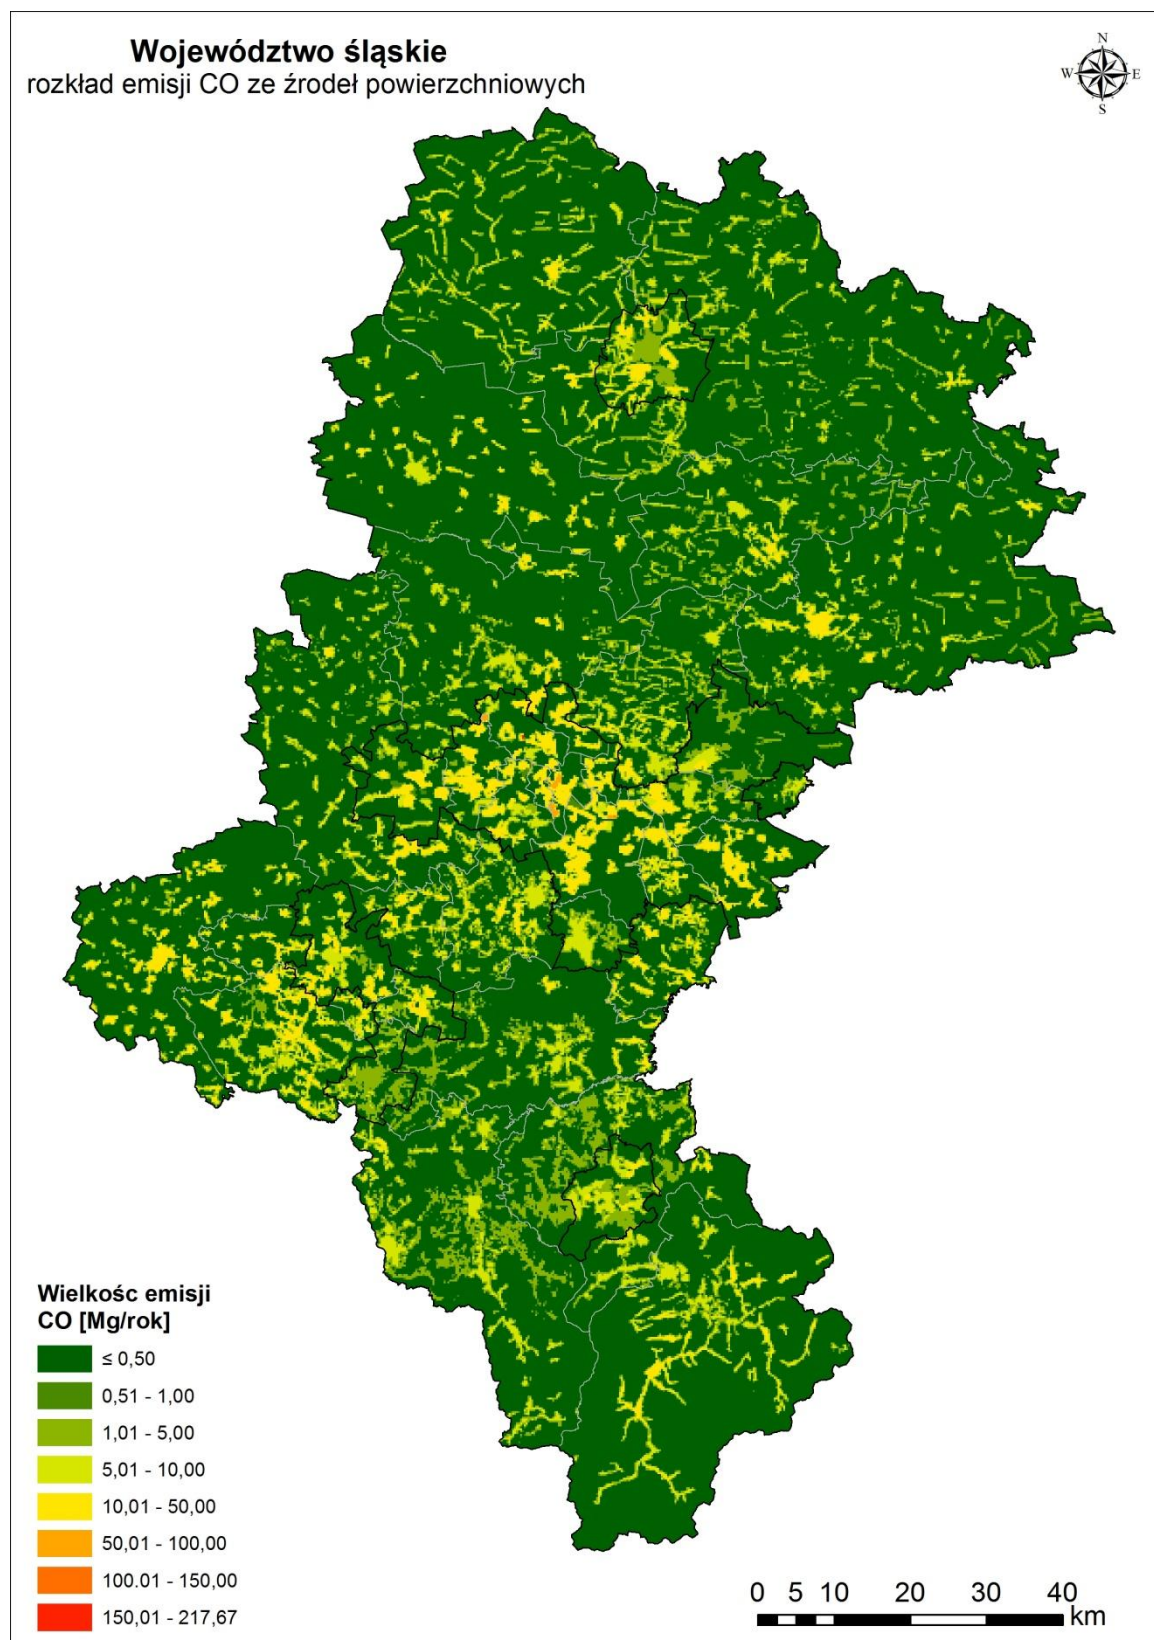 Województwo śląskie
rozkład emisji CO ze źrodeł powierzchniowych
N
W E
S
Wielkośc emisji
CO [Mg/rok]
≤ 0,50
0,51 - 1,00
1,01 - 5,00
5,01 - 10,00
10,01 - 50,00
50,01 - 100,00
100.01 - 150,00
150,01 - 217,67
0 5 10 20 30 40
km